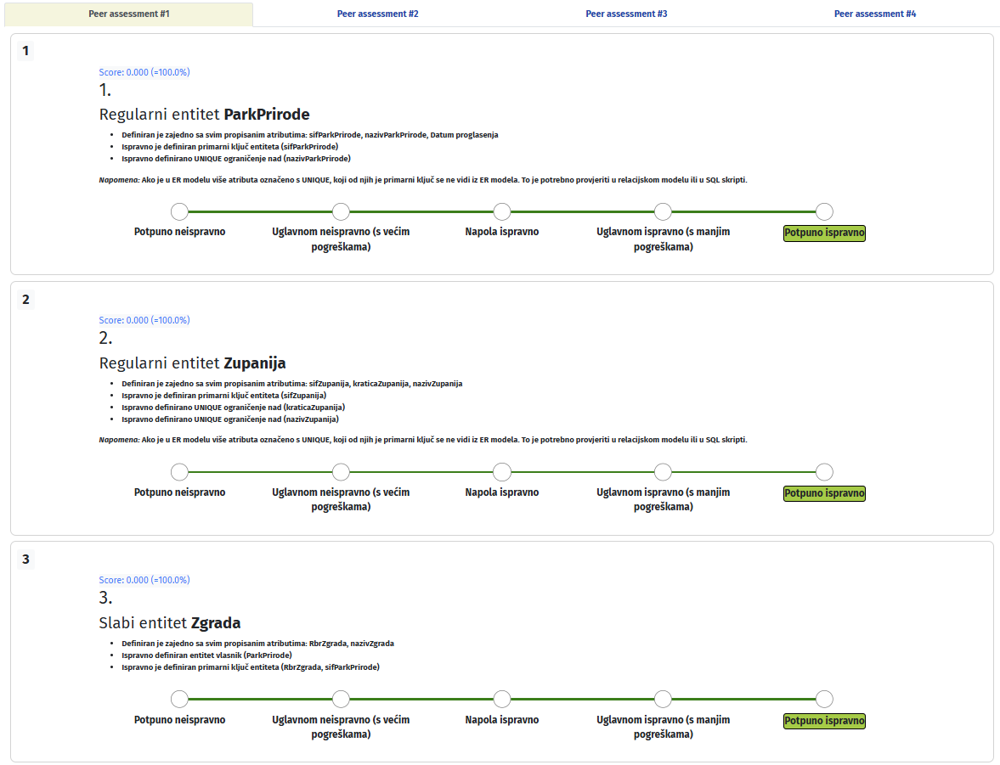 Peer assessment #1 Peer assessment #2 Peer assessment #3 Peer assessment #4
1
Score: 0.000 (=100.0%)
1.
Regularni entitet ParkPrirode
• Definiran je zajedno sa svim propisanim atributima: sifParkPrirode, nazivParkPrirode, Datum proglasenja
• Ispravno je definiran primarni ključ entiteta (sifParkPrirode)
• Ispravno definirano UNIQUE ograničenje nad (nazivParkPrirode)
Napomena: Ako je u ER modelu više atributa označeno s UNIQUE, koji od njih je primarni ključ se ne vidi iz ER modela. To je potrebno provjeriti u relacijskom modelu ili u SQL skripti.
Potpuno neispravno Uglavnom neispravno (s većim Napola ispravno Uglavnom ispravno (s manjim Potpuno ispravno
pogreškama) pogreškama)
2
Score: 0.000 (=100.0%)
2.
Regularni entitet Zupanija
• Definiran je zajedno sa svim propisanim atributima: sifZupanija, kraticaZupanija, nazivZupanija
• Ispravno je definiran primarni ključ entiteta (sifZupanija)
• Ispravno definirano UNIQUE ograničenje nad (kraticaZupanija)
• Ispravno definirano UNIQUE ograničenje nad (nazivZupanija)
Napomena: Ako je u ER modelu više atributa označeno s UNIQUE, koji od njih je primarni ključ se ne vidi iz ER modela. To je potrebno provjeriti u relacijskom modelu ili u SQL skripti.
Potpuno neispravno Uglavnom neispravno (s većim Napola ispravno Uglavnom ispravno (s manjim Potpuno ispravno
pogreškama) pogreškama)
3
Score: 0.000 (=100.0%)
3.
Slabi entitet Zgrada
• Definiran je zajedno sa svim propisanim atributima: RbrZgrada, nazivZgrada
• Ispravno definiran entitet vlasnik (ParkPrirode)
• Ispravno je definiran primarni ključ entiteta (RbrZgrada, sifParkPrirode)
Potpuno neispravno Uglavnom neispravno (s većim Napola ispravno Uglavnom ispravno (s manjim Potpuno ispravno
pogreškama) pogreškama)